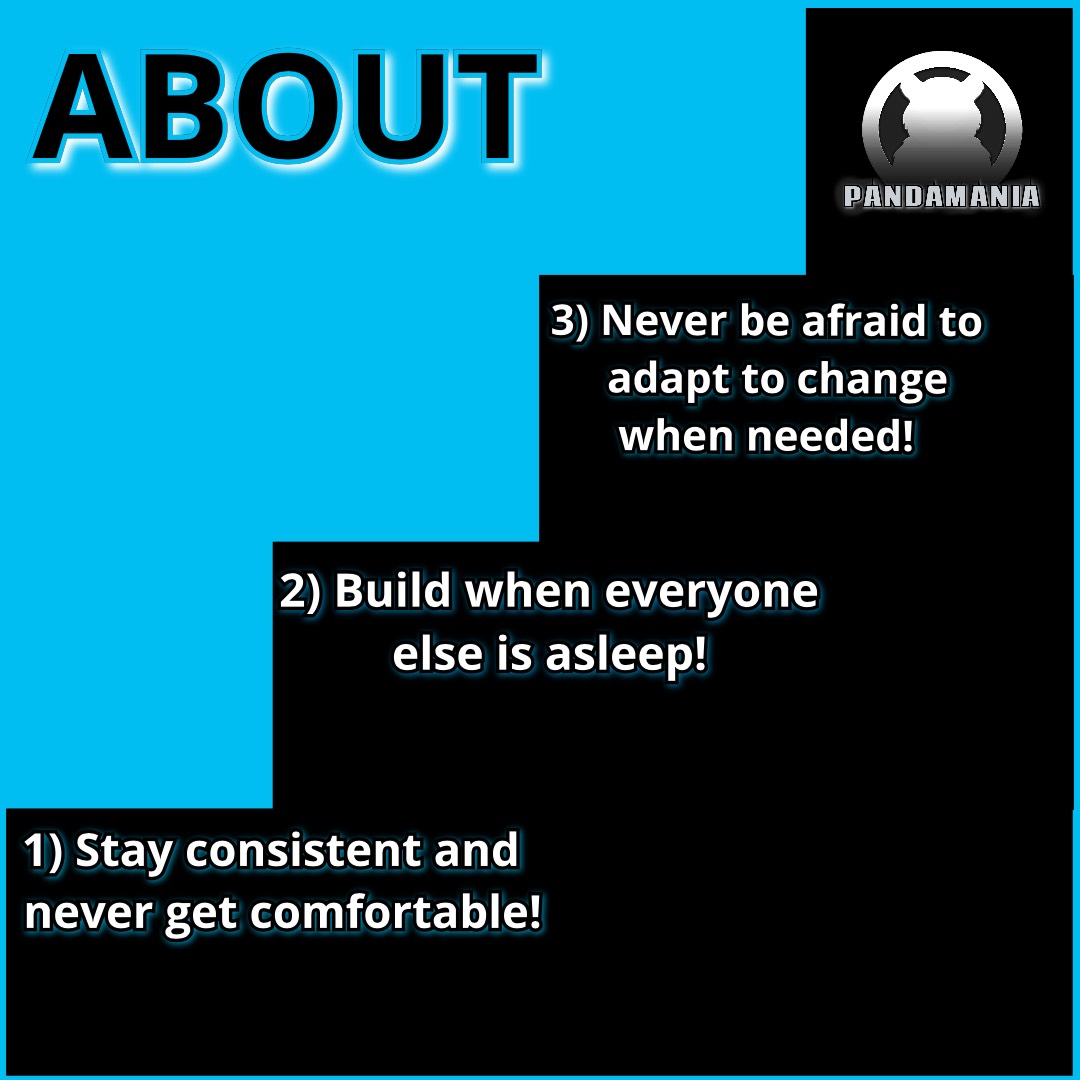 ABOUT
PANDAMANIA
3) Never be afraid to
adapt to change
when needed!
2) Build when everyone
else is asleep!
1) Stay consistent and
never get comfortable!